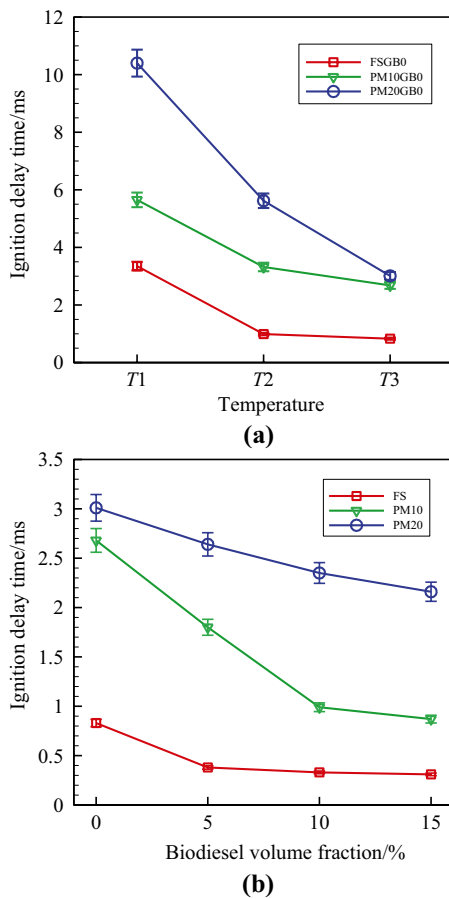 12
10
8
6
4
2
0
Ignition delay time/ms
FSGB0
PM10GB0
PM20GB0
T1 T2 T3
Temperature
(a)
3.5
3
2.5
2
1.5
1
0.5
0
Ignition delay time/ms
FS
PM10
PM20
0 5 10 15
Biodiesel volume fraction/%
(b)